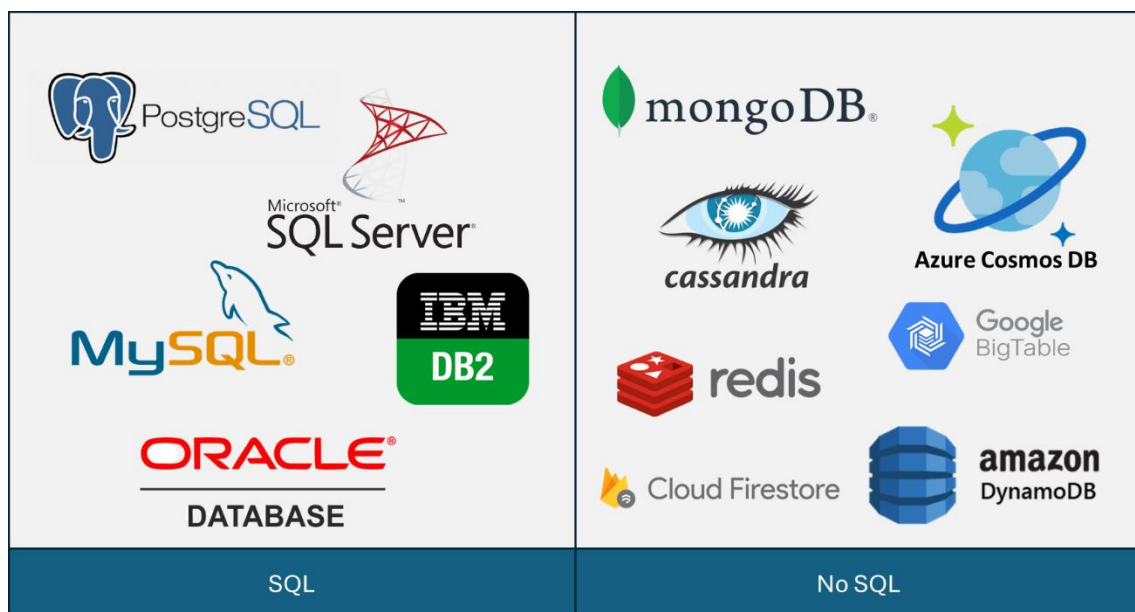 PostgreSQL
Microsoft®
SQL Server®
™
MySQL®
IBM
DB2
ORACLE®
DATABASE
SQL
mongoDB®
cassandra
Azure Cosmos DB
Google
BigTable
redis
Cloud Firestore
amazon
DynamoDB
No SQL